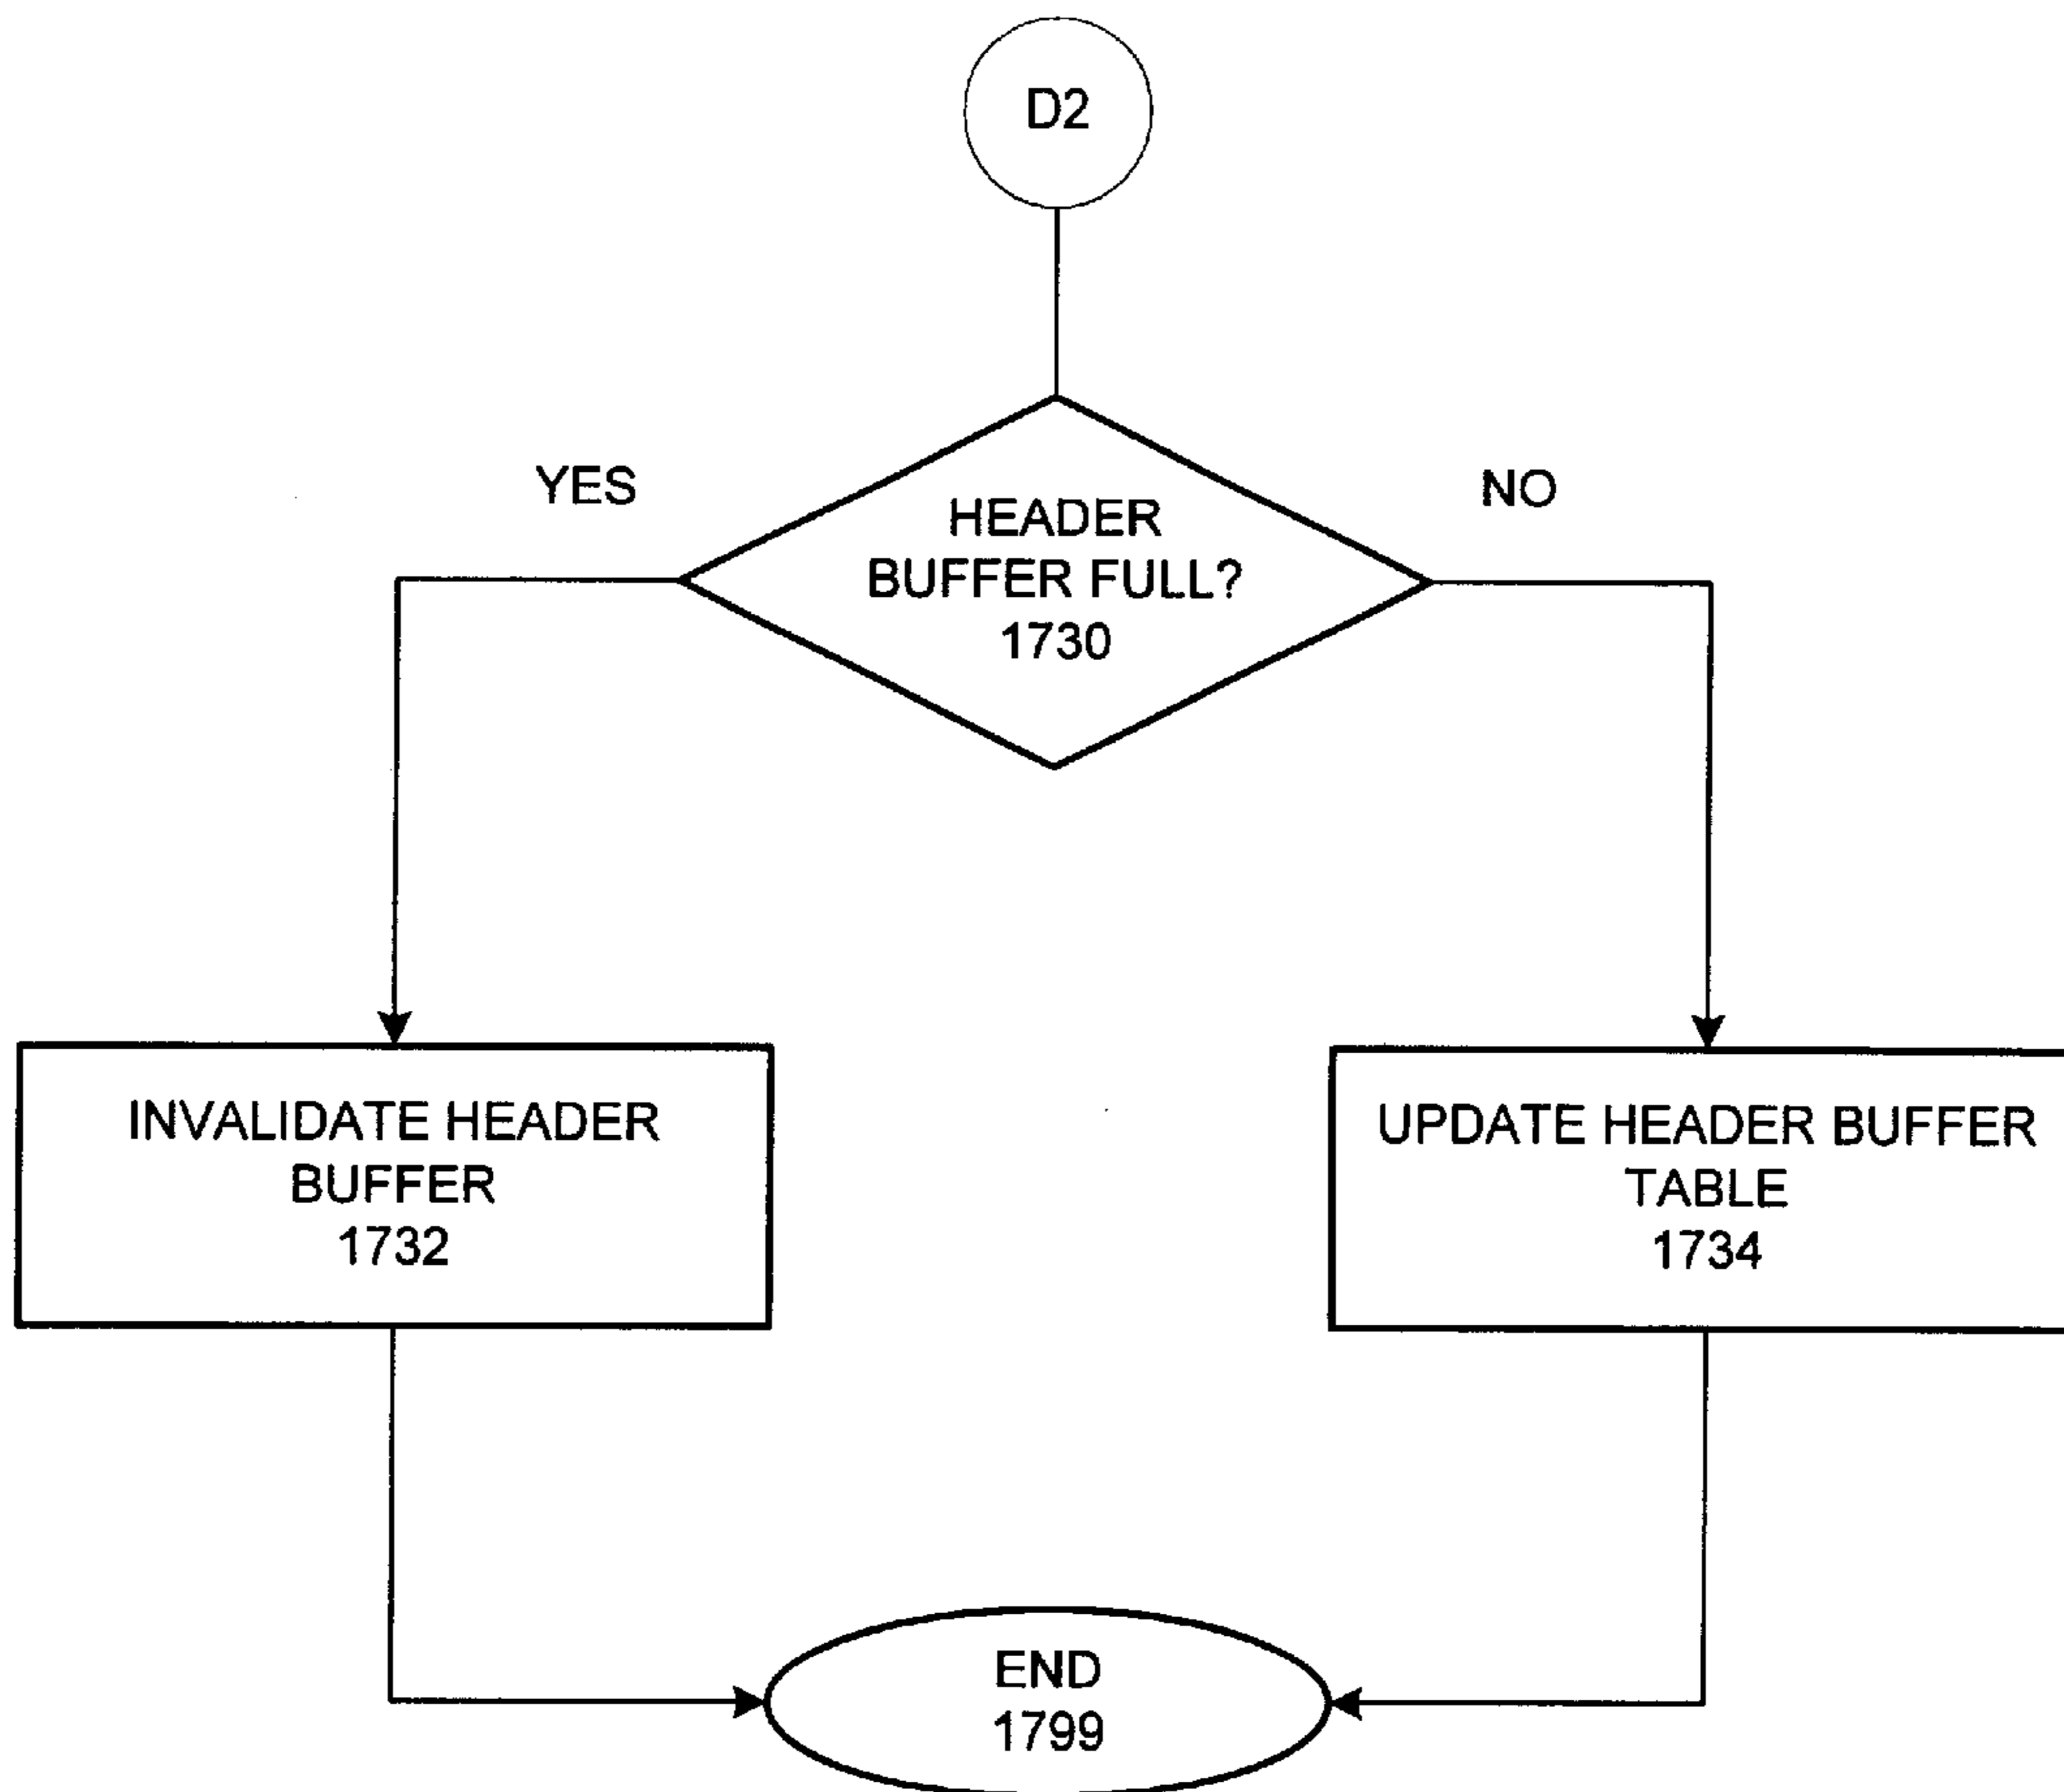 D2
YES
NO
HEADER
BUFFER FULL?
1730
INVALIDATE HEADER
BUFFER
1732
UPDATE HEADER BUFFER
TABLE
1734
END
1799